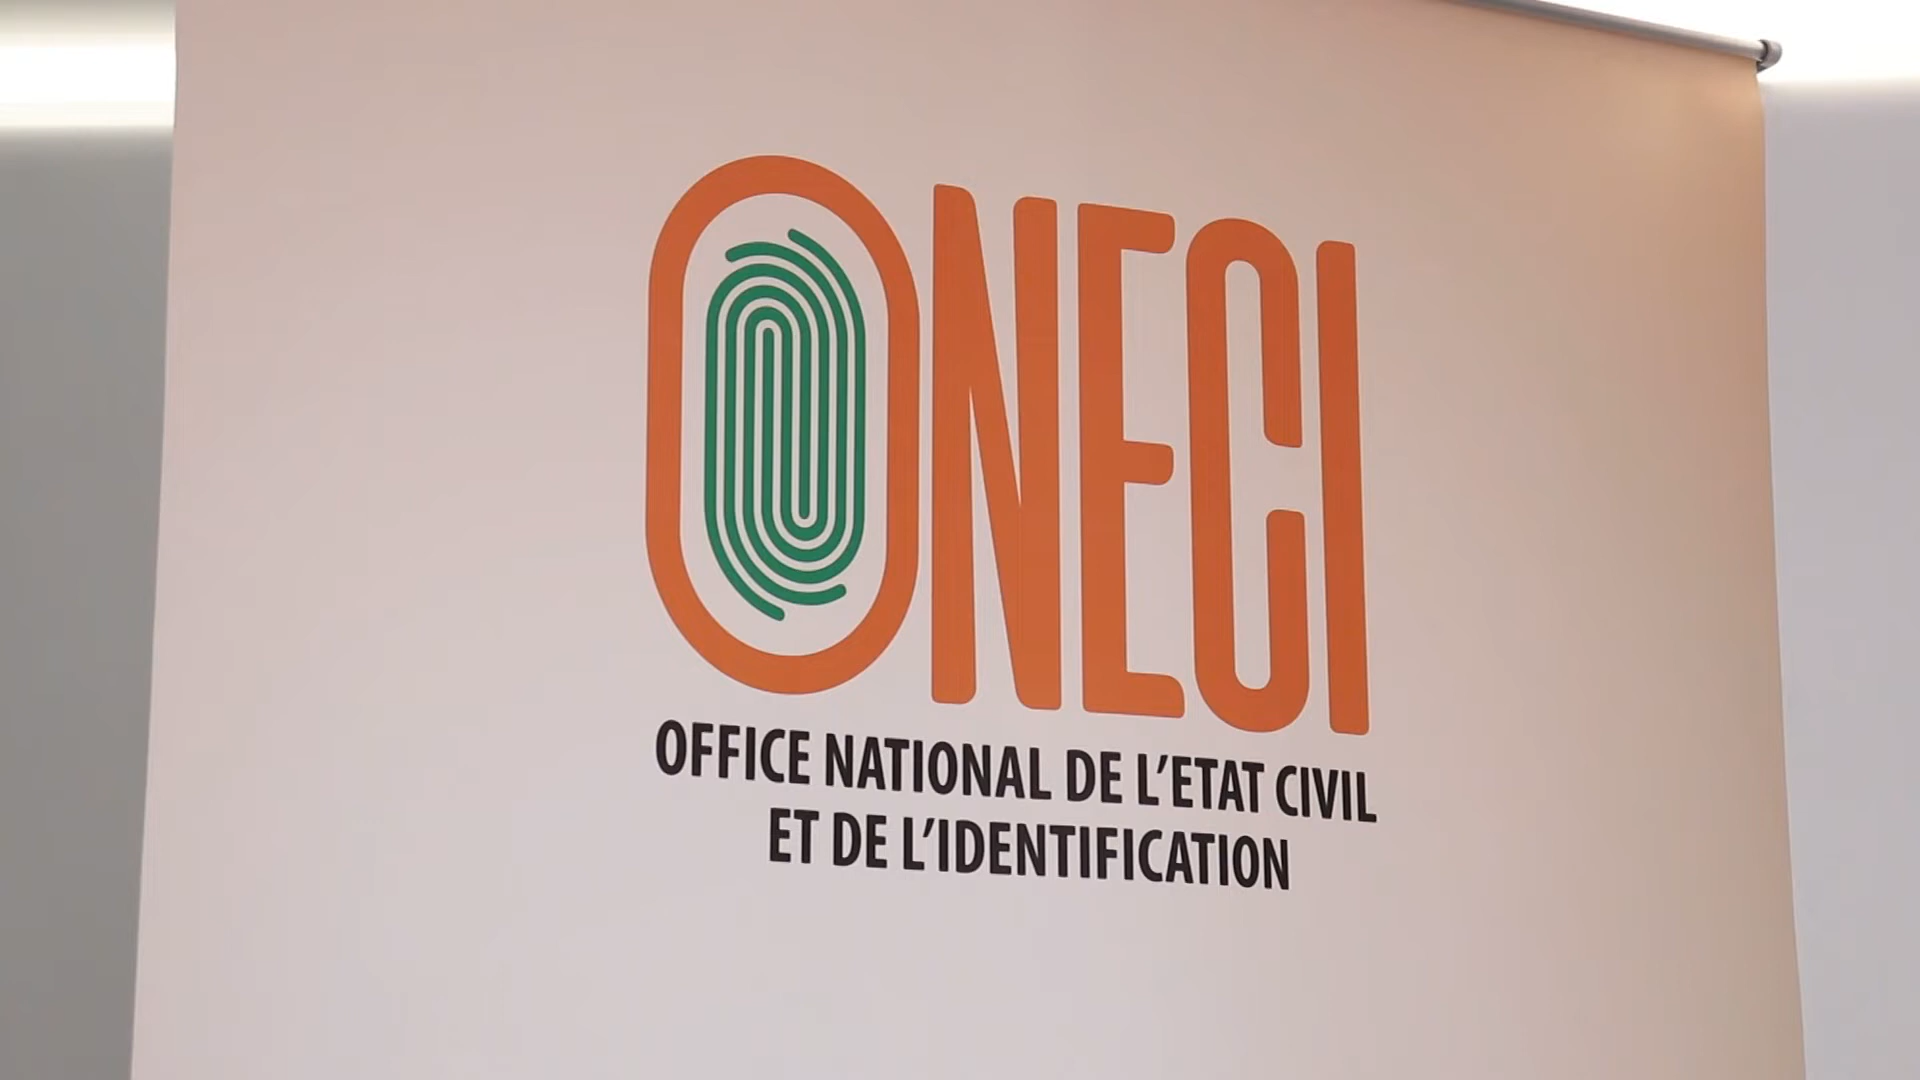 ONECI
OFFICE NATIONAL DE L'ETAT CIVIL
ET DE L'IDENTIFICATION